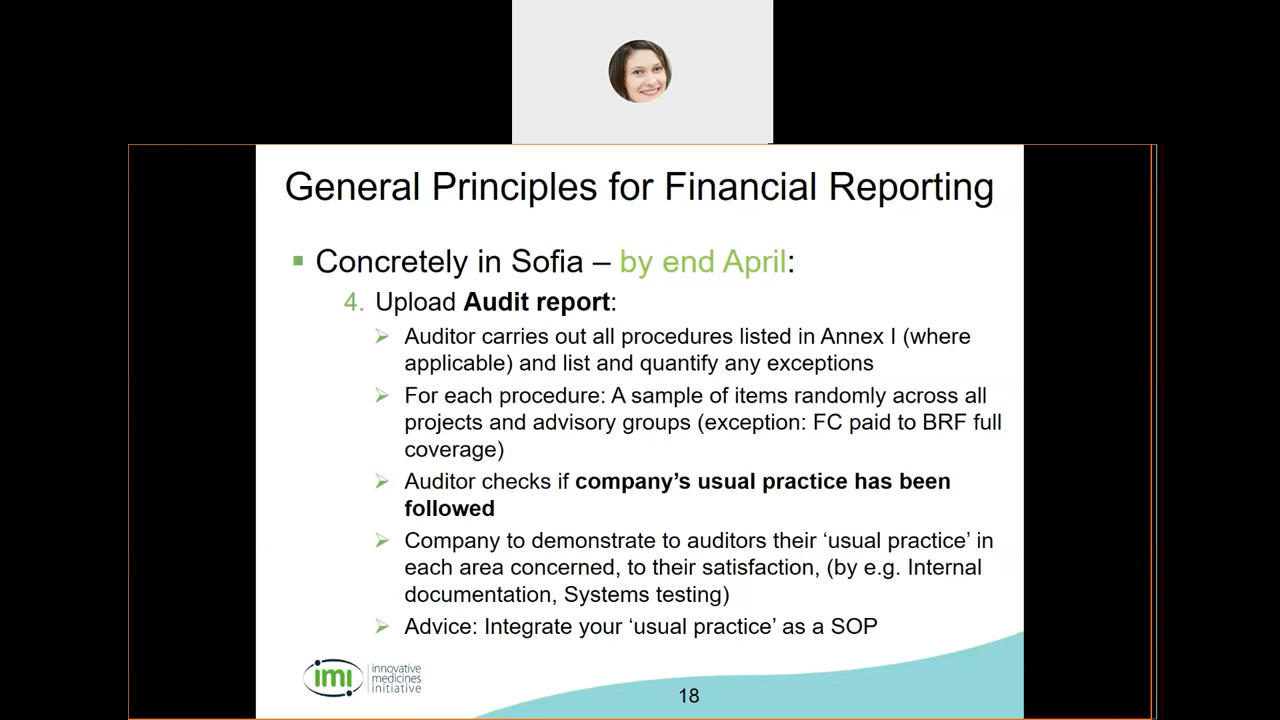 General Principles for Financial Reporting
Concretely in Sofia – by end April:
4. Upload Audit report:
Auditor carries out all procedures listed in Annex I (where
applicable) and list and quantify any exceptions
For each procedure: A sample of items randomly across all
projects and advisory groups (exception: FC paid to BRF full
coverage)
Auditor checks if company’s usual practice has been
followed
Company to demonstrate to auditors their ‘usual practice’ in
each area concerned, to their satisfaction, (by e.g. Internal
documentation, Systems testing)
Advice: Integrate your ‘usual practice’ as a SOP
imi
innovative
medicines
initiative
18